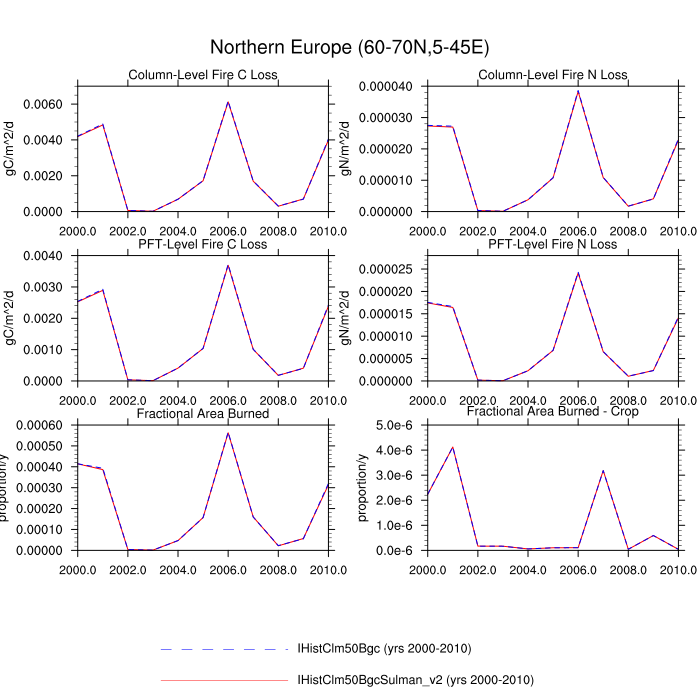 Northern Europe (60-70N,5-45E)
Column-Level Fire C Loss
gC/m^2/d
0.0060
0.0040
0.0020
0.0000
2000.0 2002.0 2004.0 2006.0 2008.0 2010.0
Column-Level Fire N Loss
gN/m^2/d
0.000040
0.000030
0.000020
0.000010
0.000000
2000.0 2002.0 2004.0 2006.0 2008.0 2010.0
PFT-Level Fire C Loss
gC/m^2/d
0.0040
0.0030
0.0020
0.0010
0.0000
2000.0 2002.0 2004.0 2006.0 2008.0 2010.0
PFT-Level Fire N Loss
gN/m^2/d
0.000025
0.000020
0.000015
0.000010
0.000005
0.000000
2000.0 2002.0 2004.0 2006.0 2008.0 2010.0
Fractional Area Burned
proportion/y
0.00060
0.00050
0.00040
0.00030
0.00020
0.00010
0.00000
2000.0 2002.0 2004.0 2006.0 2008.0 2010.0
Fractional Area Burned - Crop
proportion/y
5.0e-6
4.0e-6
3.0e-6
2.0e-6
1.0e-6
0.0e-6
2000.0 2002.0 2004.0 2006.0 2008.0 2010.0
IHistClm50Bgc (yrs 2000-2010)
IHistClm50BgcSulman_v2 (yrs 2000-2010)